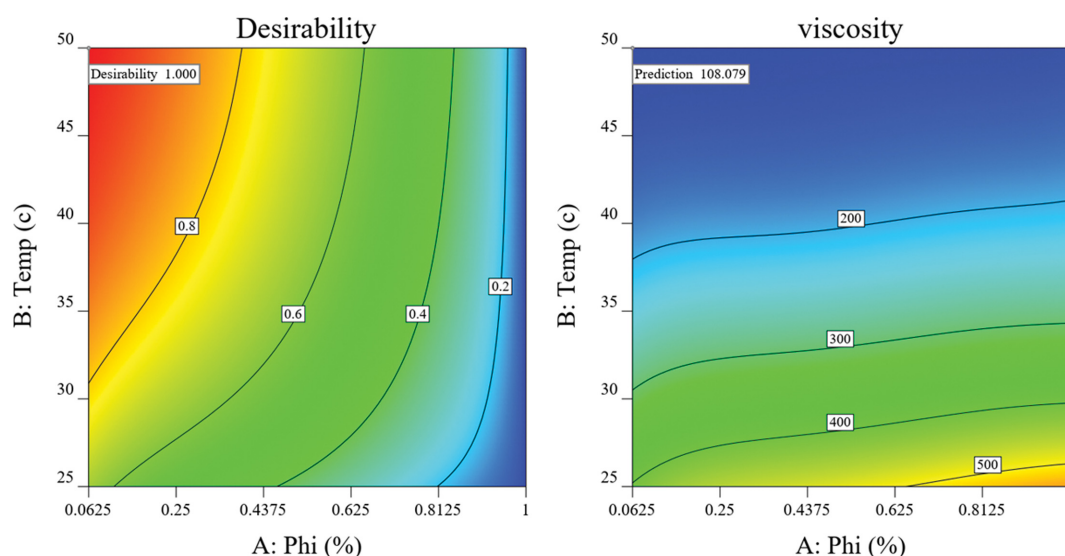 Desirability
50
45
40
35
30
25
B: Temp (c)
Desirability 1.000
0.8
0.6
0.4
0.2
0.0625 0.25 0.4375 0.625 0.8125 1
A: Phi (%)
viscosity
50
45
40
35
30
25
B: Temp (c)
Prediction 108.079
200
300
400
500
0.0625 0.25 0.4375 0.625 0.8125
A: Phi (%)